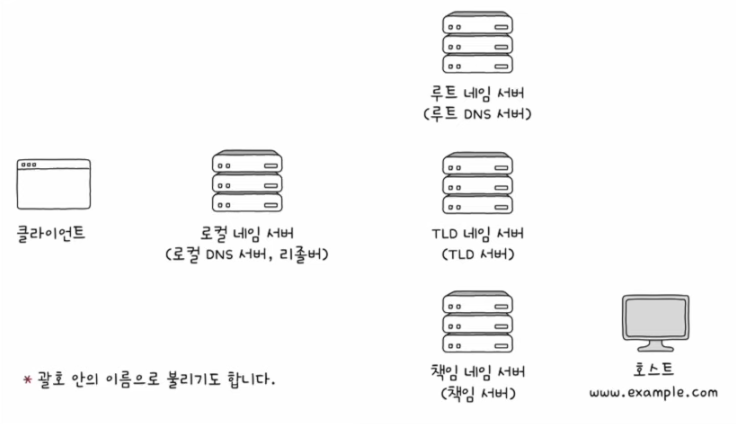 루트 네임 서버
(루트 DNS 서버)
클라이언트
로컬 네임 서버
(로컬 DNS 서버, 리졸버)
TLD 네임 서버
(TLD 서버)
책임 네임 서버
(책임 서버)
호스트
www.example.com
* 괄호 안의 이름으로 불리기도 합니다.